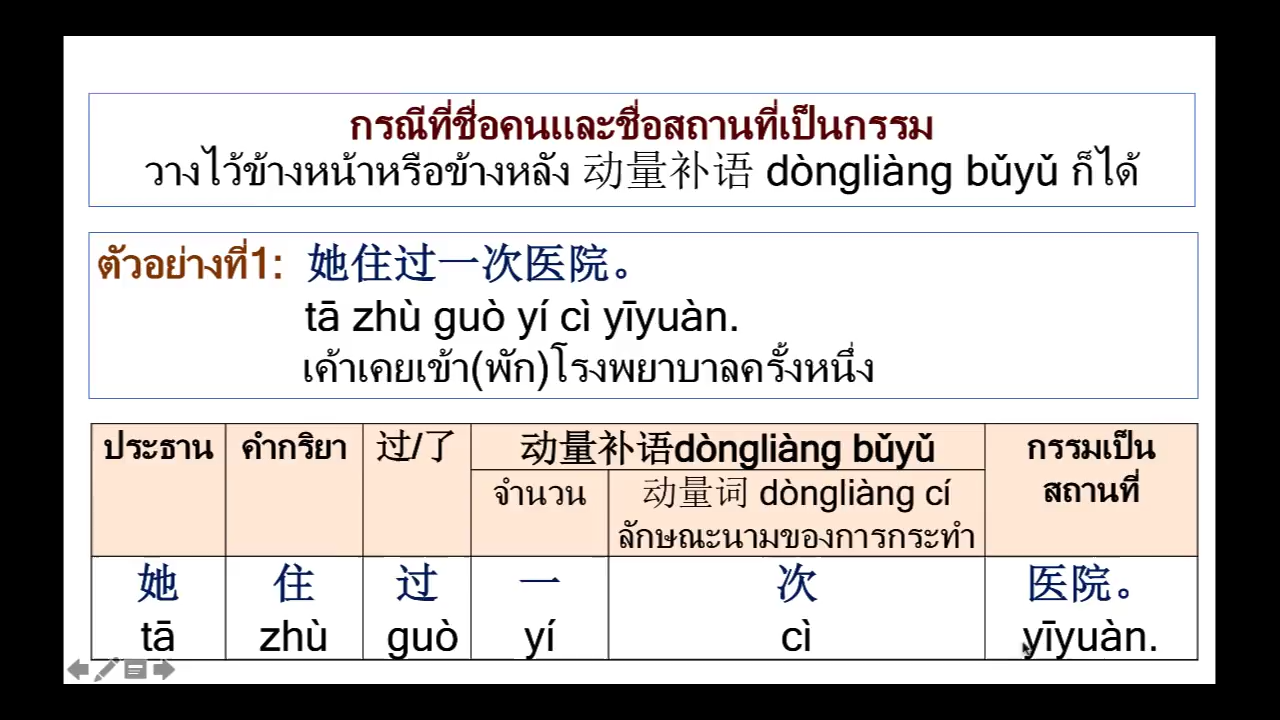 กรณีที่ชื่อคนและชื่อสถานที่เป็นกรรม
วางไว้ข้างหน้าหรือข้างหลัง 动量补语 dòngliàng bǔyǔ ก็ได้
ตัวอย่างที่1: 她住过一次医院。
tā zhù guò yí cì yīyuàn.
เค้าเคยเข้า(พัก)โรงพยาบาลครั้งหนึ่ง
ประธาน คำกริยา 过/了 动量补语dòngliàng bǔyǔ กรรมเป็น
สถานที่
จำนวน 动量词 dòngliàng cí
ลักษณะนามของการกระทำ
她 住 过 一 次 医院。
tā zhù guò yí cì yīyuàn.